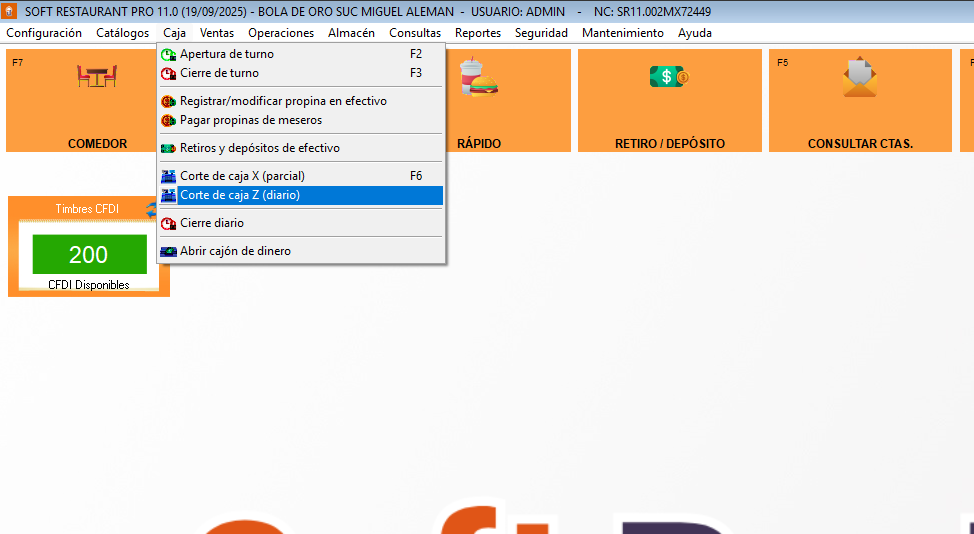 SOFT RESTAURANT PRO 11.0 (19/09/2025) - BOLA DE ORO SUC MIGUEL ALEMAN - USUARIO: ADMIN - NC: SR11.002MX72449
Configuración Catálogos Caja Ventas Operaciones Almacén Consultas Reportes Seguridad Mantenimiento Ayuda
F7
COMEDOR
Apertura de turno F2
Cierre de turno F3
Registrar/modificar propina en efectivo
Pagar propinas de meseros
Retiros y depósitos de efectivo
Corte de caja X (parcial) F6
Corte de caja Z (diario)
Cierre diario
Abrir cajón de dinero
RÁPIDO
RETIRO / DEPÓSITO
F5
CONSULTAR CTAS.
Timbres CFDI
200
CFDI Disponibles